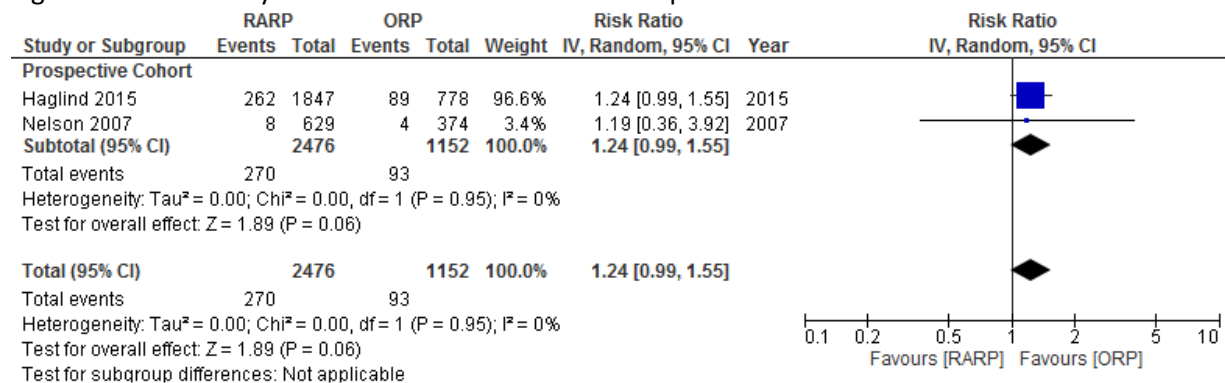 RARP ORP Risk Ratio Risk Ratio
Study or Subgroup Events Total Events Total Weight IV, Random, 95% CI Year IV, Random, 95% CI
Prospective Cohort
Haglind 2015 262 1847 89 778 96.6% 1.24 [0.99, 1.55] 2015
Nelson 2007 8 629 4 374 3.4% 1.19 [0.36, 3.92] 2007
Subtotal (95% CI) 2476 1152 100.0% 1.24 [0.99, 1.55]
Total events 270 93
Heterogeneity: Tau² = 0.00; Chi² = 0.00, df = 1 (P = 0.95); I² = 0%
Test for overall effect: Z = 1.89 (P = 0.06)
Total (95% CI) 2476 1152 100.0% 1.24 [0.99, 1.55]
Total events 270 93
Heterogeneity: Tau² = 0.00; Chi² = 0.00, df = 1 (P = 0.95); I² = 0%
Test for overall effect: Z = 1.89 (P = 0.06)
Test for subgroup differences: Not applicable
0.1 0.2 0.5 1 2 5 10
Favours [RARP] Favours [ORP]